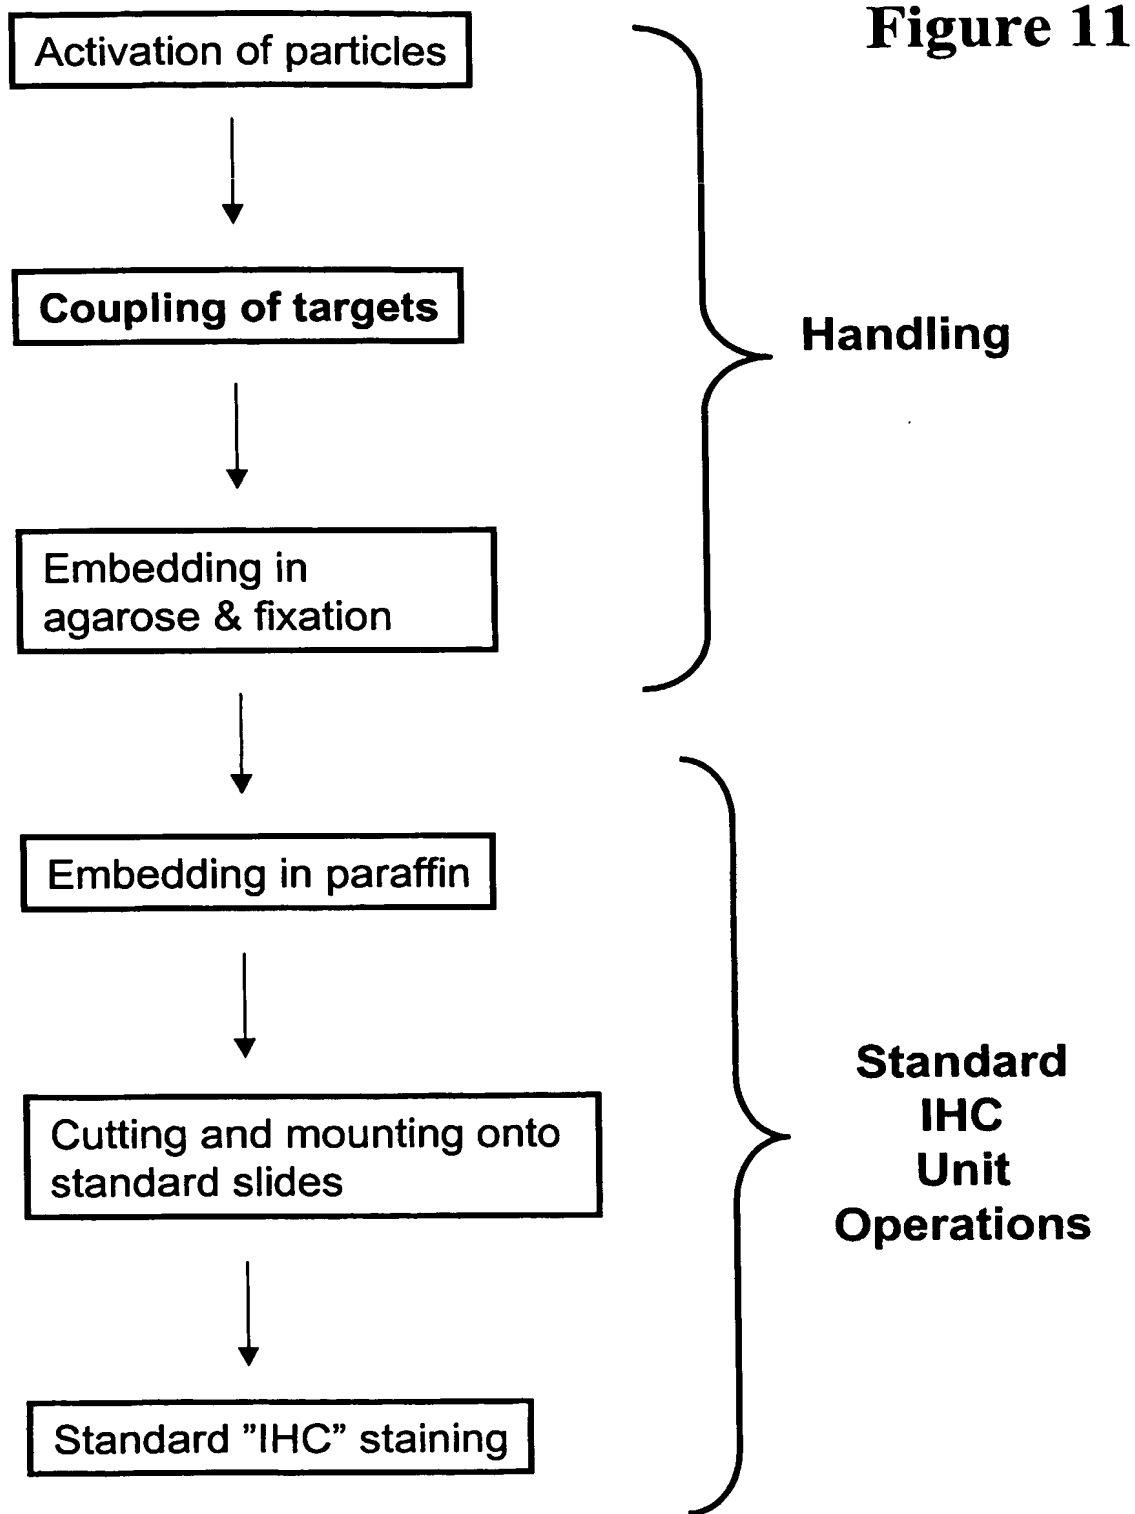 Figure 11
Activation of particles
Coupling of targets
Handling
Embedding in
agarose & fixation
Embedding in paraffin
Cutting and mounting onto
standard slides
Standard
IHC
Unit
Operations
Standard ”IHC” staining